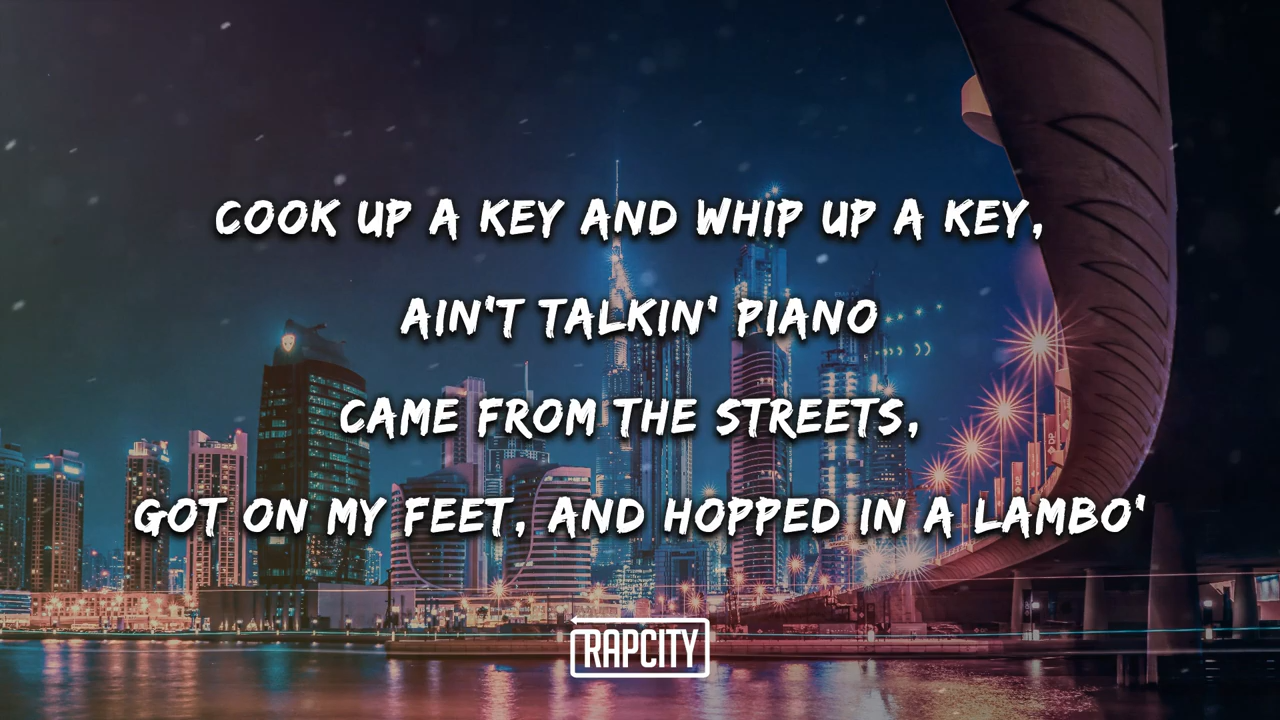 COOK UP A KEY AND WHIP UP A KEY,
AIN'T TALKIN' PIANO
CAME FROM THE STREETS,
GOT ON MY FEET, AND HOPPED IN A LAMBO'
RAPCITY